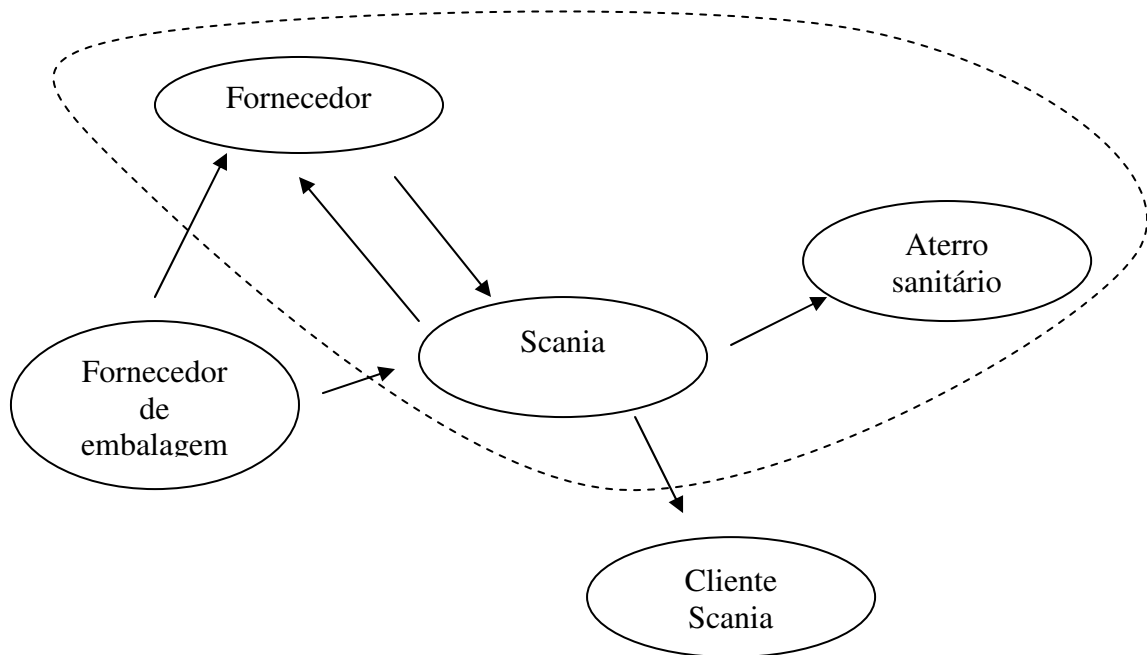 Fornecedor
Aterro
sanitário
Scania
Fornecedor
de
embalagem
Cliente
Scania